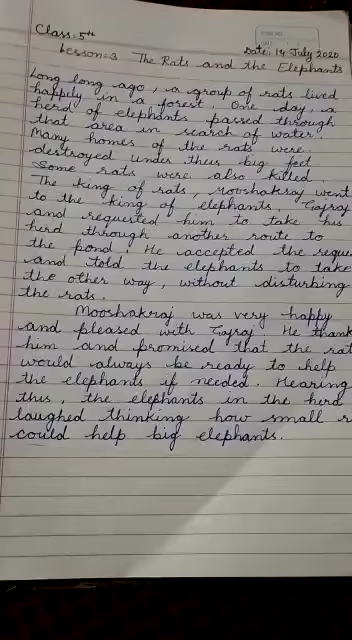 Class:5th
Date: 14 July 2020
Lesson=3 The Rats and the Elephants
Long long ago, a group of rats lived
happily in a forest. One day, a
herd of elephants passed through
that area in search of water.
Many homes of the rats were
destroyed under their big feet
Some rats were also killed.
The king of rats, Mooshakraj went
to the king of elephants, Gajraj
and requested him to take his
herd through another route to
the pond. He accepted the reque
and told the elephants to take
the other way, without disturbing
the rats.
Mooshakraj was very happy
and pleased with Gajraj. He thank
him and promised that the rat
would always be ready to help
the elephants if needed. Hearing
this, the elephants in the herd
laughed thinking how small r
could help big elephants.